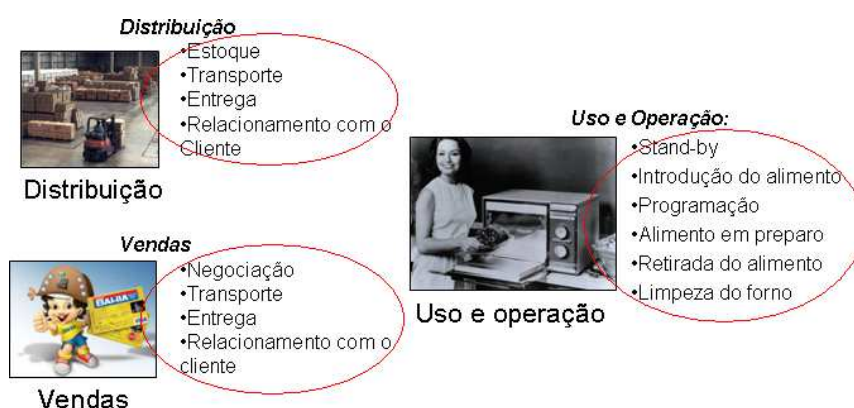 Distribuição
•Estoque
•Transporte
•Entrega
•Relacionamento com o
Cliente
Distribuição
Vendas
•Negociação
•Transporte
•Entrega
•Relacionamento com o
cliente
Vendas
Uso e Operação:
•Stand-by
•Introdução do alimento
•Programação
•Alimento em preparo
•Retirada do alimento
•Limpeza do forno
Uso e operação